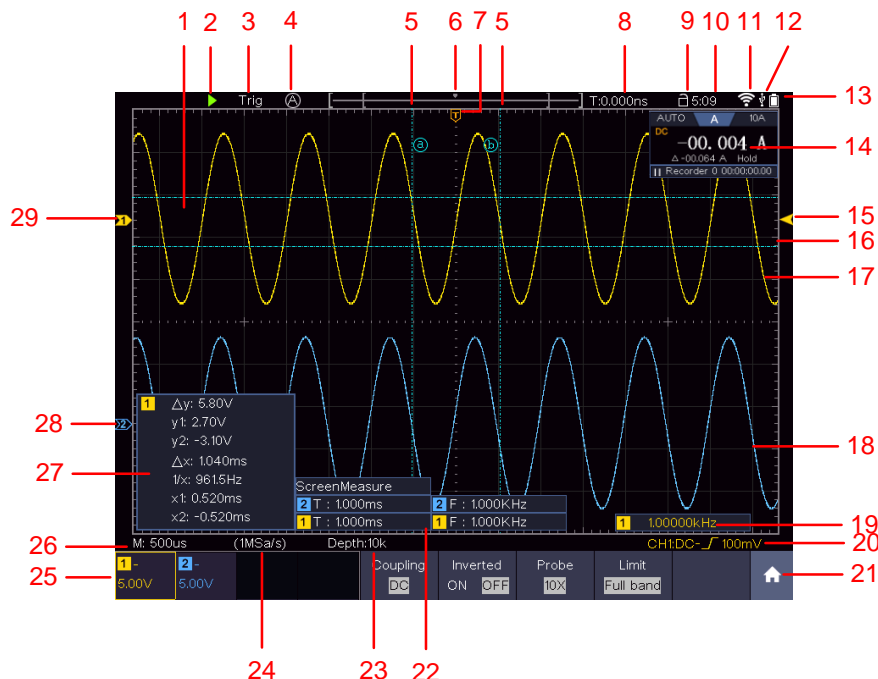 1 2 3 4 5 6 7 5 8 9 10 11 12
Trig A T:0.000ns 5:09 13
T
AUTO A 10A
a b DC -00.004 A 14
Δ -00.064 A Hold
Recorder 0 00:00:00.00
29 1 15
16
17
28 2
1 Δy: 5.80V
y1: 2.70V
y2: -3.10V 18
27 Δx: 1.040ms
1/x: 961.5Hz
x1: 0.520ms ScreenMeasure
x2: -0.520ms 2 T : 1.000ms 2 F : 1.000KHz
1 T : 1.000ms 1 F : 1.000KHz 1 1.00000kHz 19
26 M: 500us (1MSa/s) Depth:10k CH1:DC- 100mV 20
25 1 - 2 - Coupling Inverted Probe Limit 21
5.00V 5.00V DC ON OFF 10X Full band
24 23 22